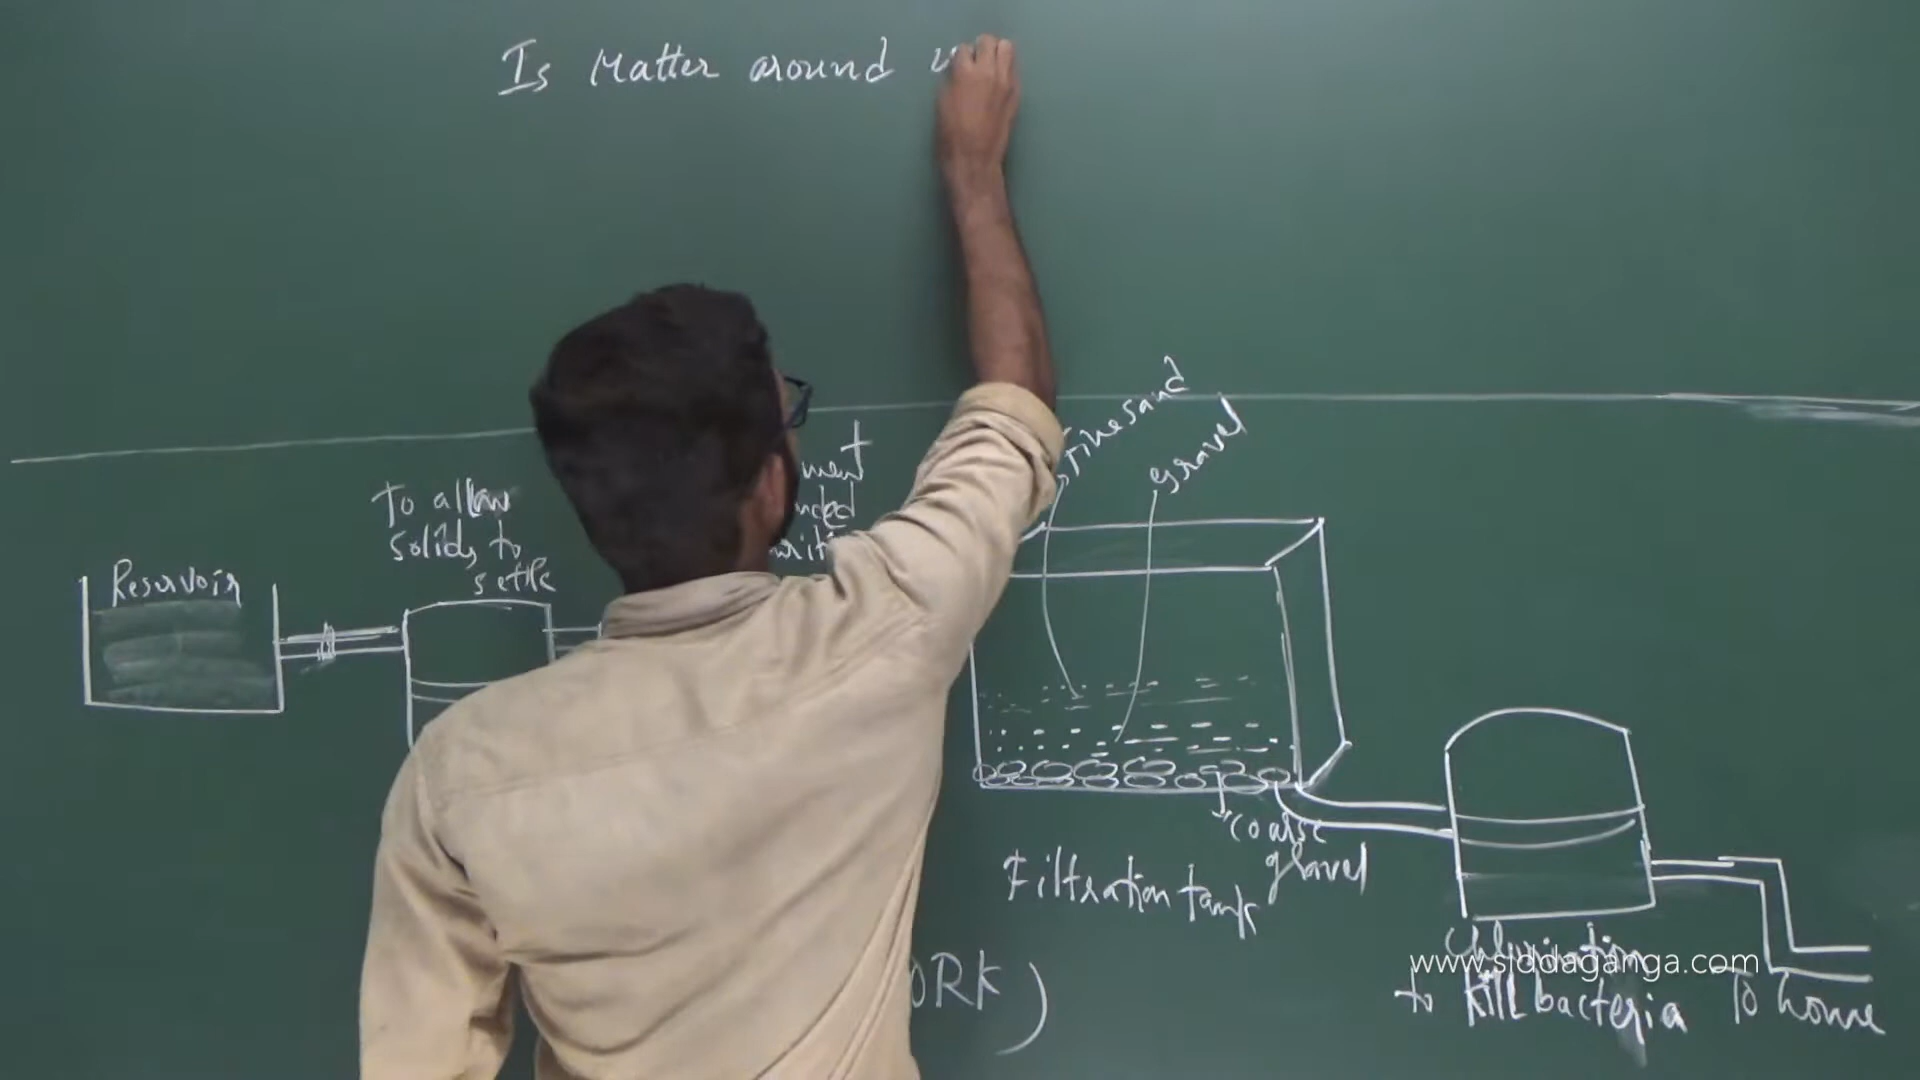 Is Matter around
Fine sand
gravel
To allow
solids to
settle
Reservoir
coarse
gravel
Filtration tank
www.siddaganga.com
to kill bacteria
To home